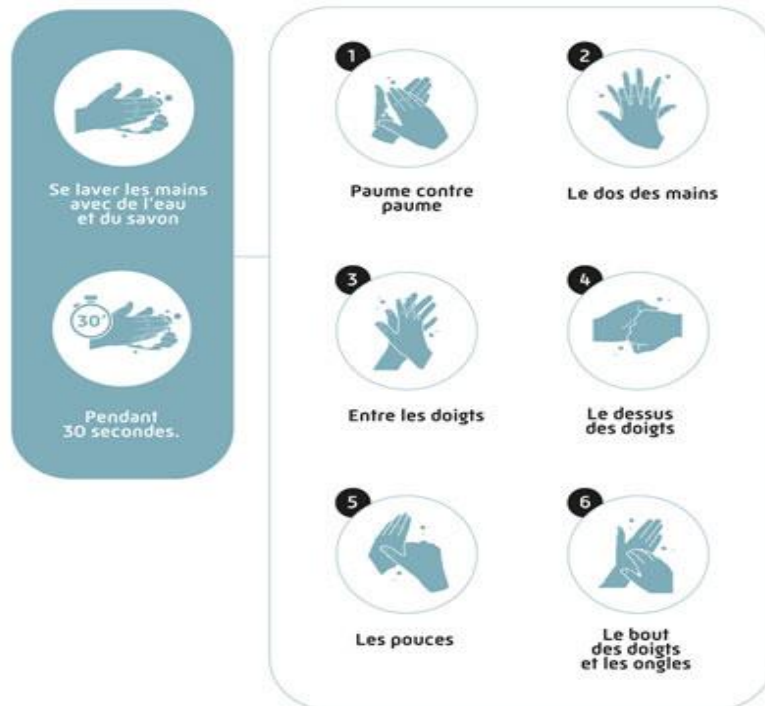 Se laver les mains
avec de l'eau
et du savon
30'
Pendant
30 secondes.
1
Paume contre
paume
2
Le dos des mains
3
Entre les doigts
4
Le dessus
des doigts
5
Les pouces
6
Le bout
des doigts
et les ongles